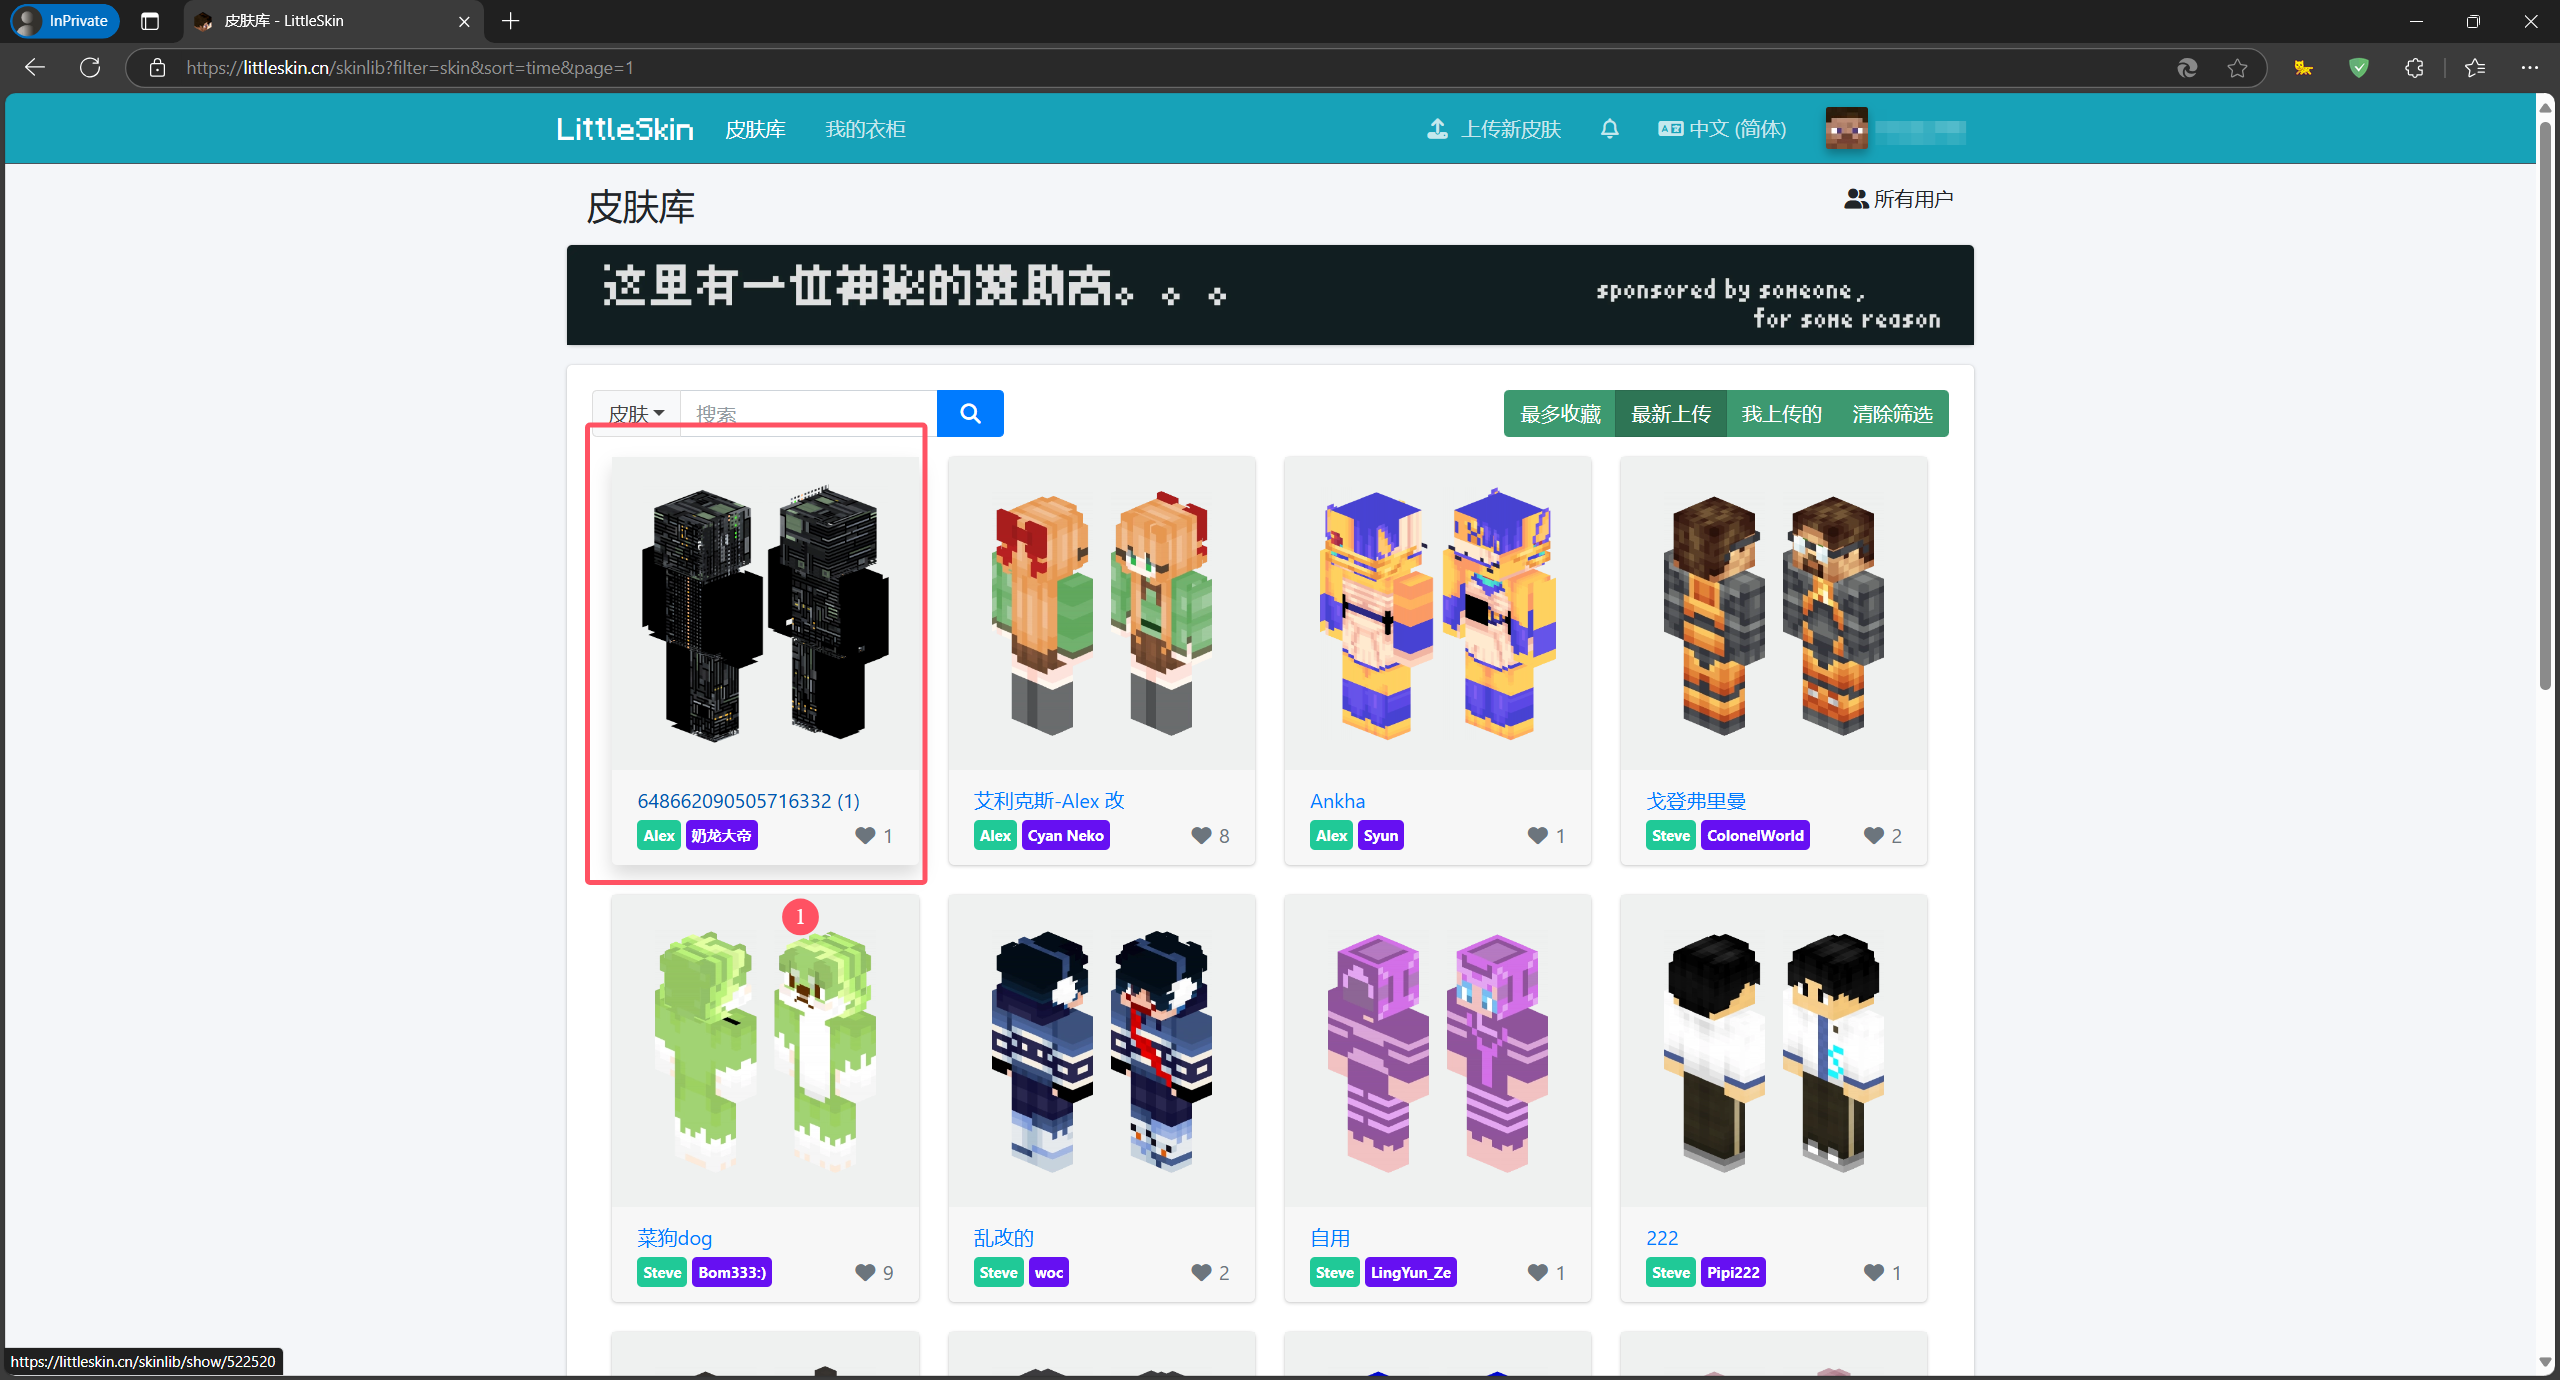 InPrivate
皮肤库 - LittleSkin
https://littleskin.cn/skinlib?filter=skin&sort=time&page=1
LittleSkin 皮肤库 我的衣柜 上传新皮肤 中文 (简体)
皮肤库
所有用户
这里有一位神秘的赞助商。。。
sponsored by someone,
for some reason
皮肤 搜索 最多收藏 最新上传 我上传的 清除筛选
648662090505716332 (1)
Alex 奶龙大帝 1
艾利克斯-Alex 改
Alex Cyan Neko 8
Ankha
Alex Syun 1
戈登弗里曼
Steve ColonelWorld 2
1
菜狗dog
Steve Bom333:) 9
乱改的
Steve woc 2
自用
Steve LingYun_Ze 1
222
Steve Pipi222 1
https://littleskin.cn/skinlib/show/522520